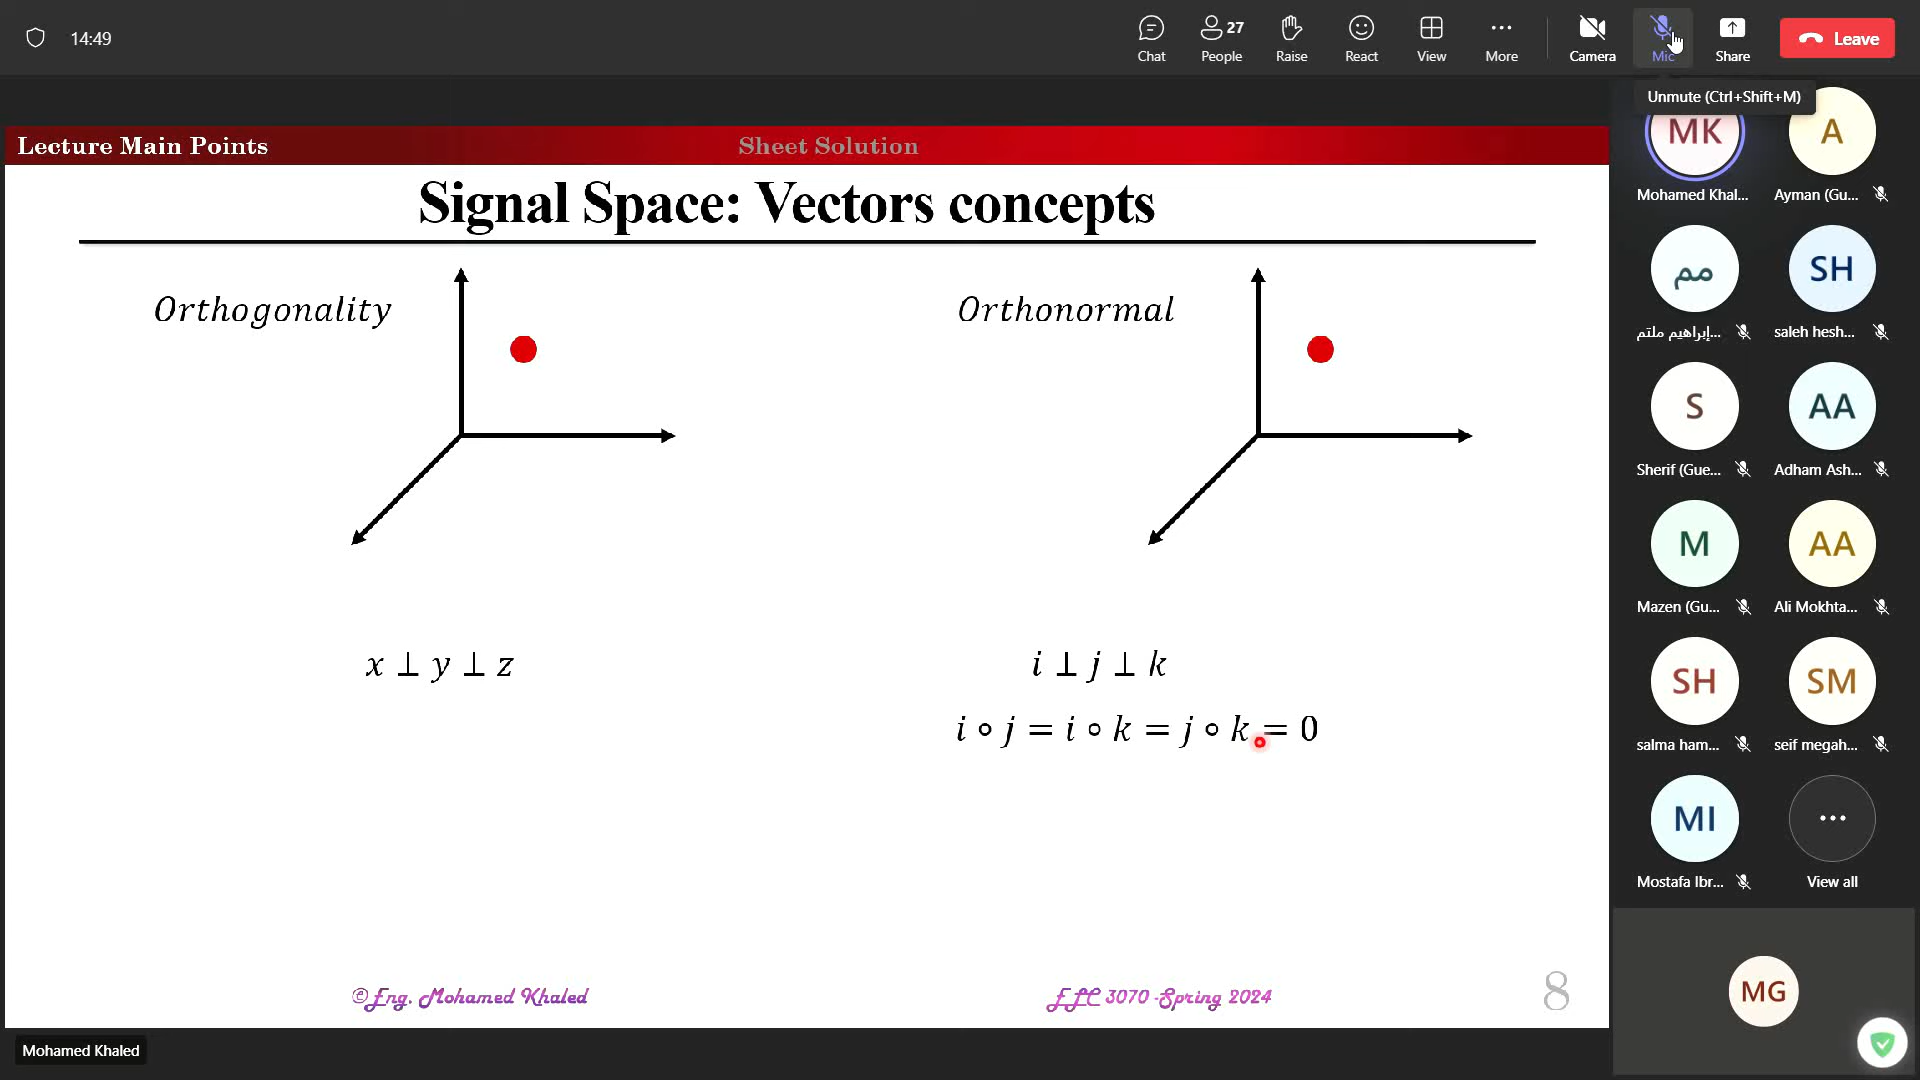 14:49
Chat
27
People
Raise
React
View
More
Camera
Mic
Share
Leave
Unmute (Ctrl+Shift+M)
Lecture Main Points
Sheet Solution
Signal Space: Vectors concepts
Orthogonality
Orthonormal
x ⊥ y ⊥ z
i ⊥ j ⊥ k
i ∘ j = i ∘ k = j ∘ k = 0
©Eng. Mohamed Khaled
EEC 3070 -Spring 2024
8
Mohamed Khaled
MK
Mohamed Khal...
A
Ayman (Gu...
مم
إبراهيم ملتم...
SH
saleh hesh...
S
Sherif (Gue...
AA
Adham Ash...
M
Mazen (Gu...
AA
Ali Mokhta...
SH
salma ham...
SM
seif megah...
MI
Mostafa Ibr...
View all
MG